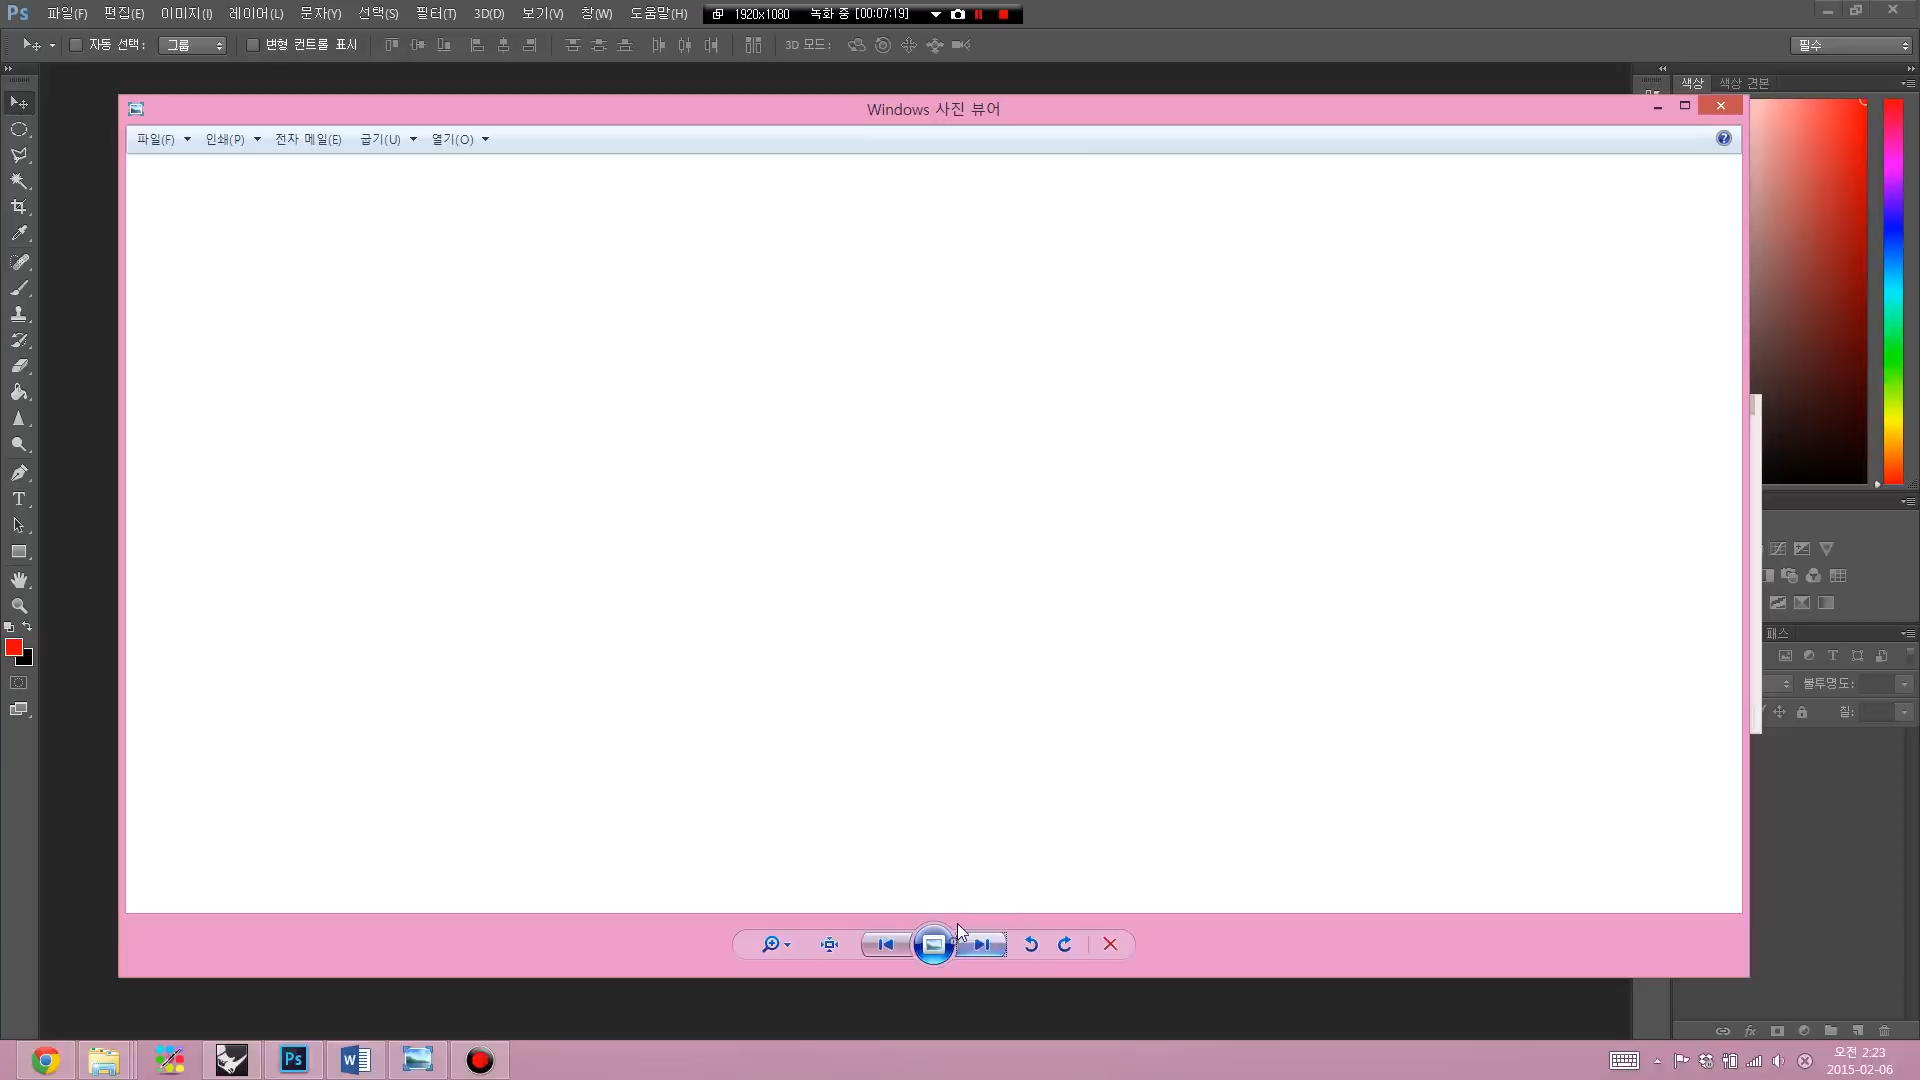 Ps 파일(F) 편집(E) 이미지(I) 레이어(L) 문자(Y) 선택(S) 필터(T) 3D(D) 보기(V) 창(W) 도움말(H) 1920x1080 녹화 중 [00:07:19]
자동 선택: 그룹 변형 컨트롤 표시 3D 모드: 필수
색상 색상 견본
Windows 사진 뷰어
파일(F) 인쇄(P) 전자 메일(E) 굽기(U) 열기(O)
패스
불투명도:
칠:
fx
Ps
오전 2:23
2015-02-06